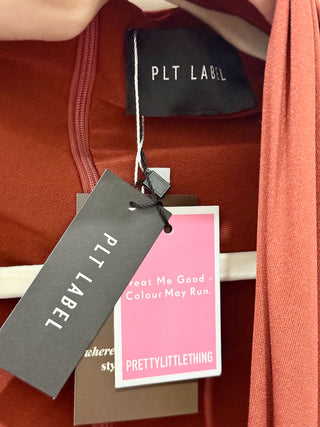 PLT LABEL
PLT LABEL
reat Me Good -
Colour May Run.
PRETTYLITTLETHING
where
sty